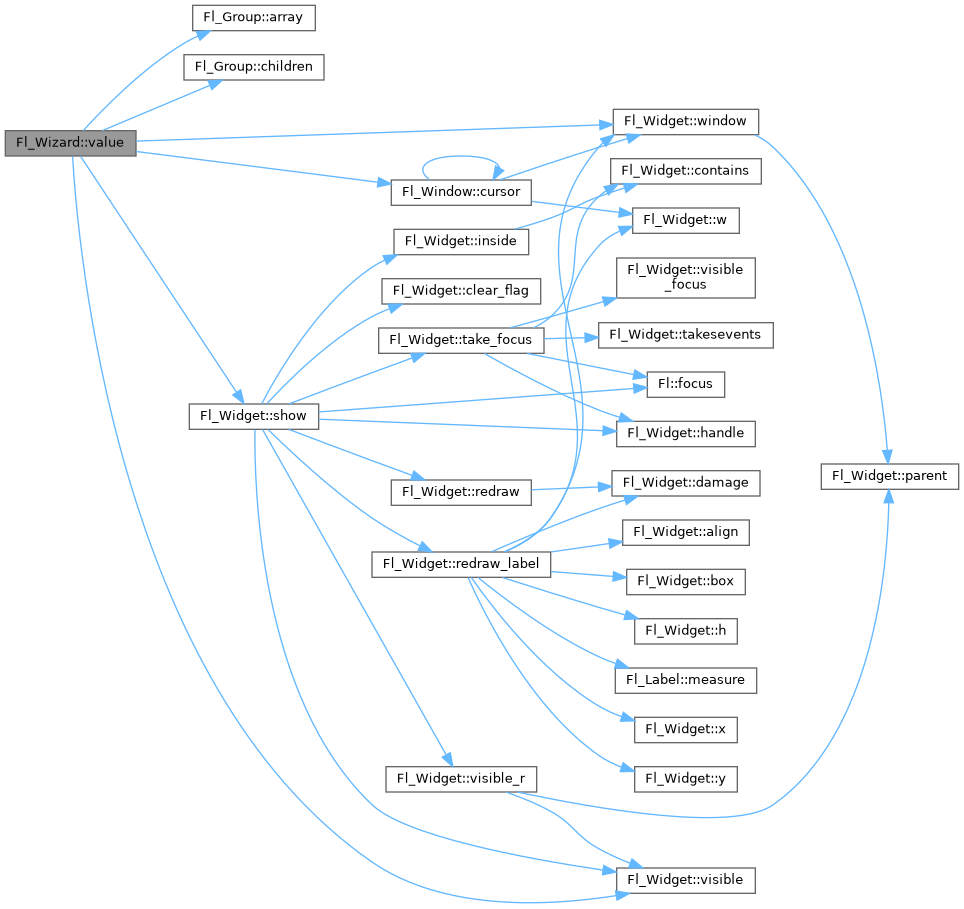 Fl_Group::array
Fl_Group::children
Fl_Wizard::value
Fl_Widget::window
Fl_Widget::contains
Fl_Window::cursor
Fl_Widget::w
Fl_Widget::inside
Fl_Widget::visible
_focus
Fl_Widget::clear_flag
Fl_Widget::take_focus
Fl_Widget::takesevents
Fl::focus
Fl_Widget::show
Fl_Widget::handle
Fl_Widget::parent
Fl_Widget::redraw
Fl_Widget::damage
Fl_Widget::align
Fl_Widget::redraw_label
Fl_Widget::box
Fl_Widget::h
Fl_Label::measure
Fl_Widget::x
Fl_Widget::visible_r
Fl_Widget::y
Fl_Widget::visible